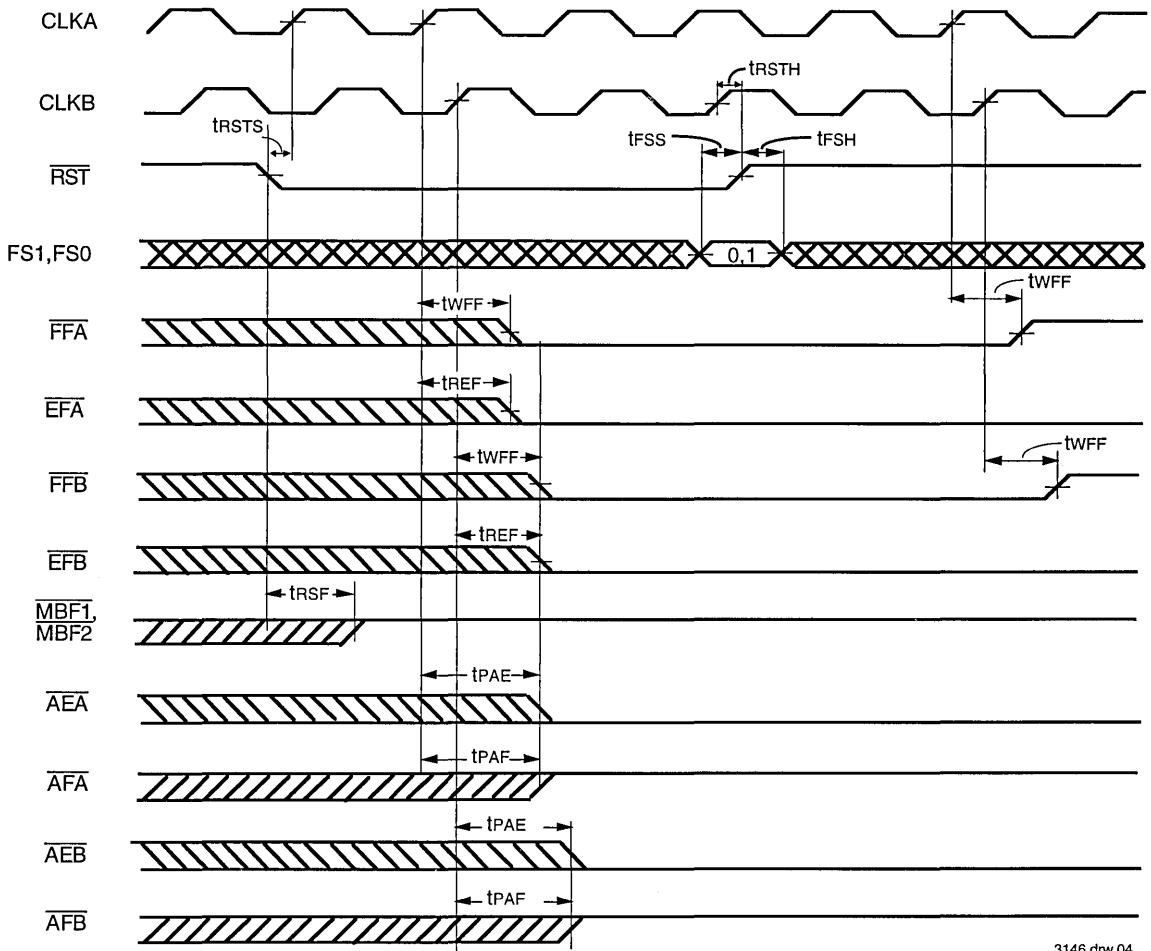 CLKA
CLKB
tRSTH
tRSTS
tFSS
tFSH
RST
FS1,FS0
0,1
tWFF
tWFF
FFA
tREF
EFA
tWFF
tWFF
FFB
tREF
EFB
tRSF
MBF1,
MBF2
tPAE
AEA
tPAF
AFA
tPAE
AEB
tPAF
AFB
3146 drw 04